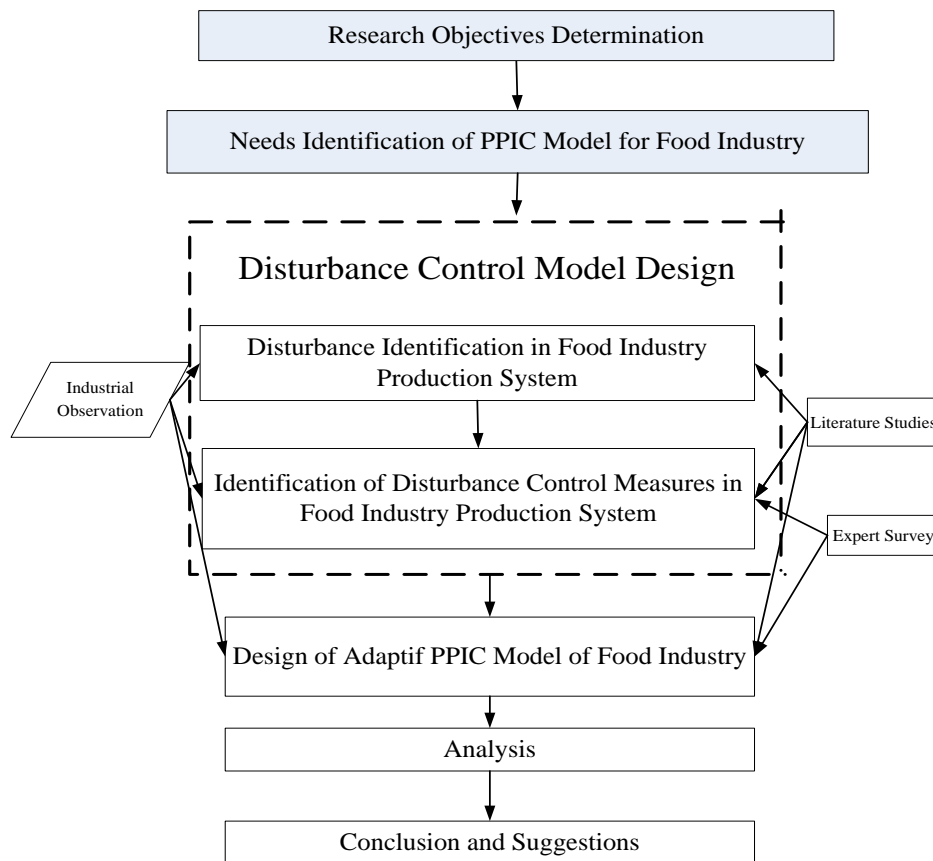 Research Objectives Determination
Needs Identification of PPIC Model for Food Industry
Disturbance Control Model Design
Disturbance Identification in Food Industry
Production System
Industrial
Observation
Literature Studies
Identification of Disturbance Control Measures in
Food Industry Production System
Expert Survey
Design of Adaptif PPIC Model of Food Industry
Analysis
Conclusion and Suggestions